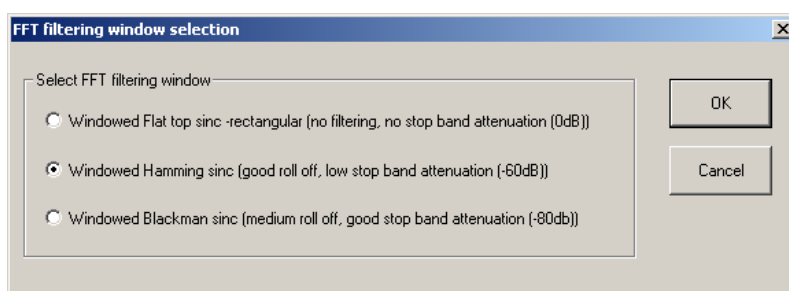 FFT filtering window selection
Select FFT filtering window
Windowed Flat top sinc -rectangular (no filtering, no stop band attenuation (0dB))
OK
Windowed Hamming sinc (good roll off, low stop band attenuation (-60dB))
Cancel
Windowed Blackman sinc (medium roll off, good stop band attenuation (-80db))